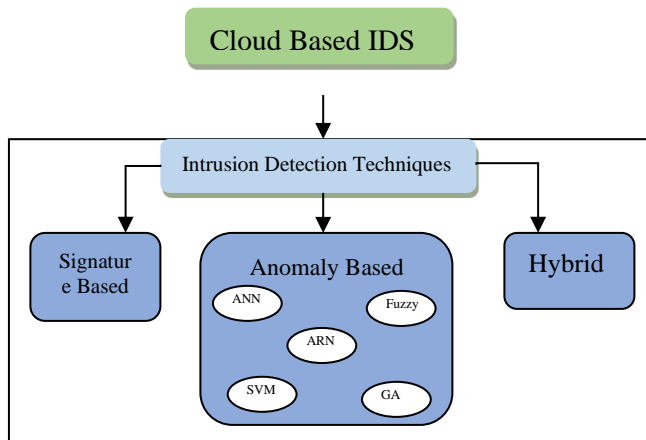 Cloud Based IDS
Intrusion Detection Techniques
Signatur
e Based
Anomaly Based
ANN
Fuzzy
ARN
SVM
GA
Hybrid